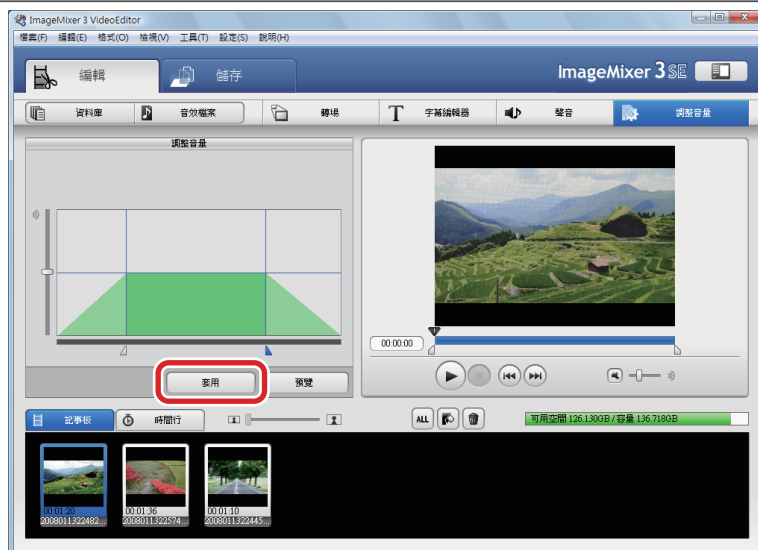 ImageMixer 3 VideoEditor
檔案(F) 編輯(E) 格式(O) 檢視(V) 工具(T) 設定(S) 說明(H)
編輯 儲存 ImageMixer 3 SE
資料庫 音效檔案 轉場 T 字幕編輯器 聲音 調整音量
調整音量
00:00:00
套用 預覽
記事板 時間行 ALL 可用空間 126.130GB / 容量 136.718GB
00:01:20 00:01:36 00:01:10
2008011322482... 2008011322574... 2008011322445...